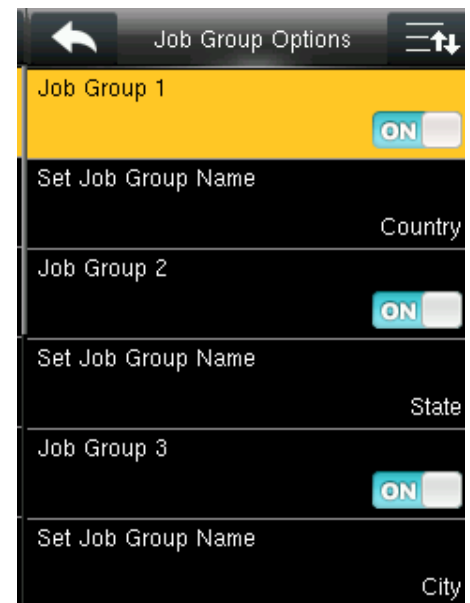 Job Group Options
Job Group 1
ON
Set Job Group Name
Country
Job Group 2
ON
Set Job Group Name
State
Job Group 3
ON
Set Job Group Name
City